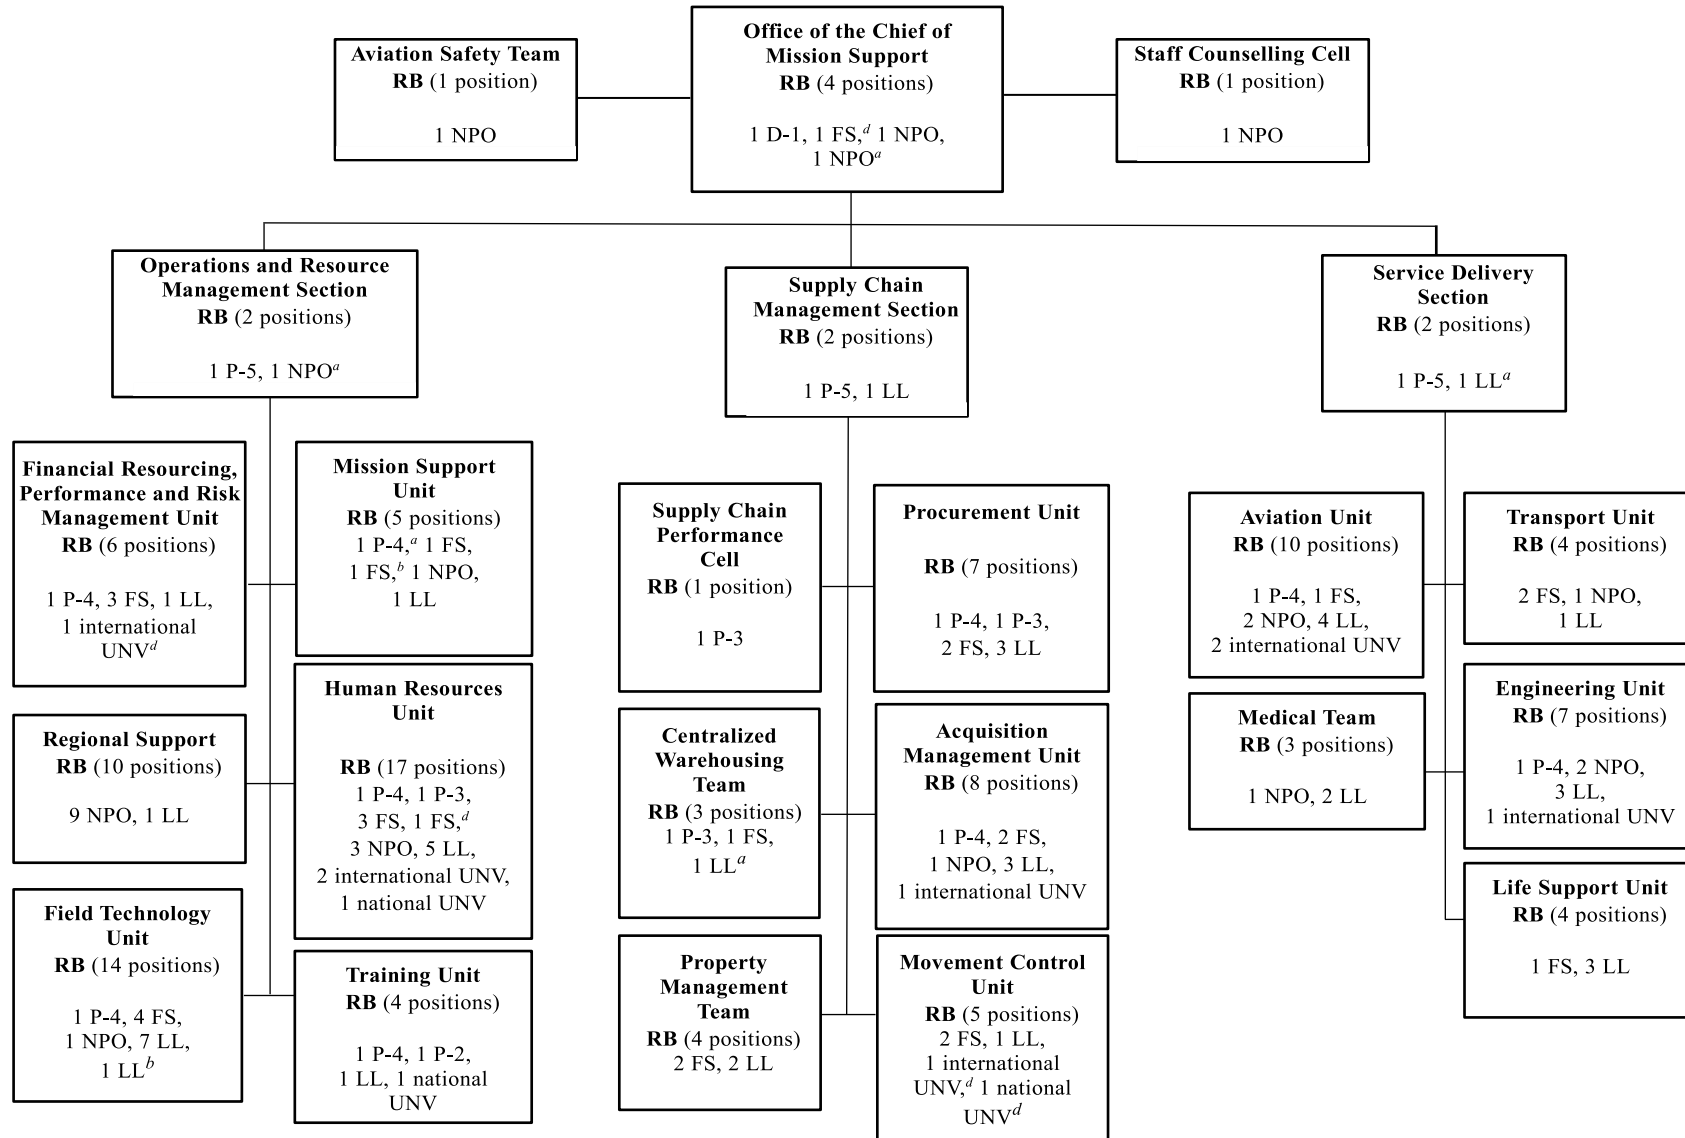 Aviation Safety Team
RB (1 position)
1 NPO
Office of the Chief of
Mission Support
RB (4 positions)
1 D-1, 1 FS,d 1 NPO,
1 NPOa
Staff Counselling Cell
RB (1 position)
1 NPO
Operations and Resource
Management Section
RB (2 positions)
1 P-5, 1 NPOa
Supply Chain
Management Section
RB (2 positions)
1 P-5, 1 LL
Service Delivery
Section
RB (2 positions)
1 P-5, 1 LLa
Financial Resourcing,
Performance and Risk
Management Unit
RB (6 positions)
1 P-4, 3 FS, 1 LL,
1 international
UNVd
Mission Support
Unit
RB (5 positions)
1 P-4,a 1 FS,
1 FS,b 1 NPO,
1 LL
Regional Support
RB (10 positions)
9 NPO, 1 LL
Human Resources
Unit
RB (17 positions)
1 P-4, 1 P-3,
3 FS, 1 FS,d
3 NPO, 5 LL,
2 international UNV,
1 national UNV
Field Technology
Unit
RB (14 positions)
1 P-4, 4 FS,
1 NPO, 7 LL,
1 LLb
Training Unit
RB (4 positions)
1 P-4, 1 P-2,
1 LL, 1 national
UNV
Supply Chain
Performance
Cell
RB (1 position)
1 P-3
Procurement Unit
RB (7 positions)
1 P-4, 1 P-3,
2 FS, 3 LL
Centralized
Warehousing
Team
RB (3 positions)
1 P-3, 1 FS,
1 LLa
Acquisition
Management Unit
RB (8 positions)
1 P-4, 2 FS,
1 NPO, 3 LL,
1 international UNV
Property
Management
Team
RB (4 positions)
2 FS, 2 LL
Movement Control
Unit
RB (5 positions)
2 FS, 1 LL,
1 international
UNV,d 1 national
UNVd
Aviation Unit
RB (10 positions)
1 P-4, 1 FS,
2 NPO, 4 LL,
2 international UNV
Transport Unit
RB (4 positions)
2 FS, 1 NPO,
1 LL
Medical Team
RB (3 positions)
1 NPO, 2 LL
Engineering Unit
RB (7 positions)
1 P-4, 2 NPO,
3 LL,
1 international UNV
Life Support Unit
RB (4 positions)
1 FS, 3 LL